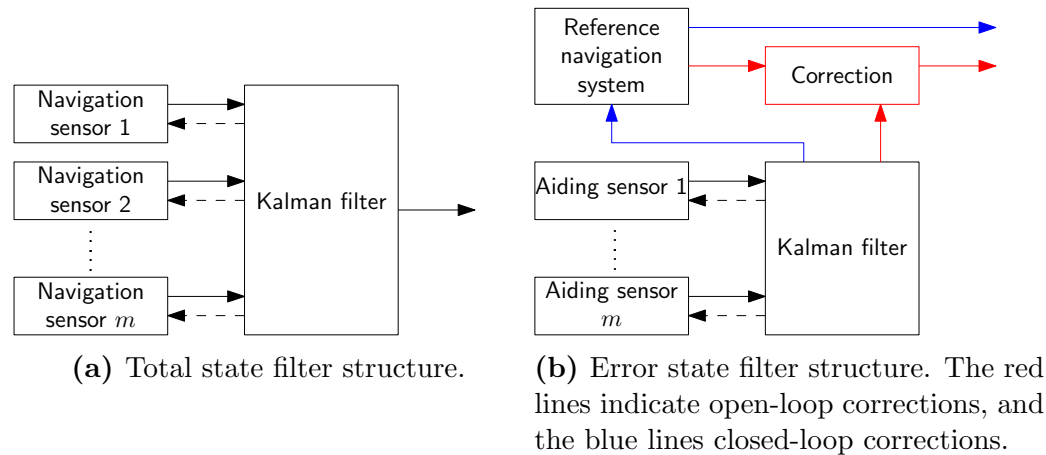 Navigation
sensor 1
Navigation
sensor 2
Navigation
sensor m
Kalman filter
(a) Total state filter structure.
Reference
navigation
system
Correction
Aiding sensor 1
Aiding sensor
m
Kalman filter
(b) Error state filter structure. The red
lines indicate open-loop corrections, and
the blue lines closed-loop corrections.